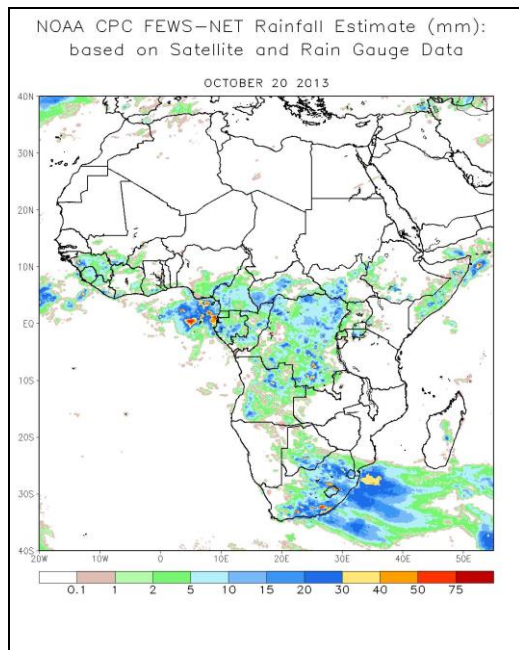 NOAA CPC FEWS-NET Rainfall Estimate (mm):
based on Satellite and Rain Gauge Data
OCTOBER 20 2013
40N
30N
20N
10N
EQ
10S
20S
30S
40S
20W 10W 0 10E 20E 30E 40E 50E
0.1 1 2 5 10 15 20 30 40 50 75